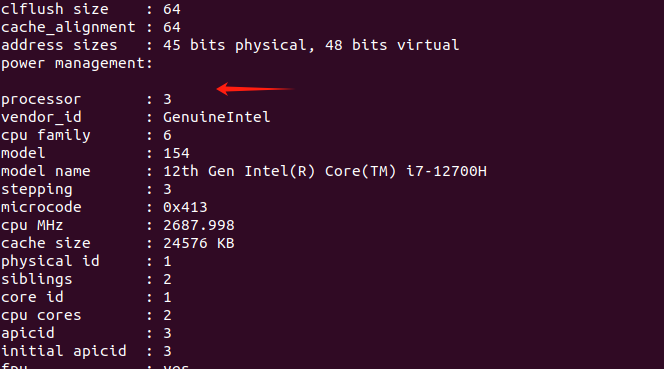 clflush size : 64
cache_alignment : 64
address sizes : 45 bits physical, 48 bits virtual
power management:
processor : 3
vendor_id : GenuineIntel
cpu family : 6
model : 154
model name : 12th Gen Intel(R) Core(TM) i7-12700H
stepping : 3
microcode : 0x413
cpu MHz : 2687.998
cache size : 24576 KB
physical id : 1
siblings : 2
core id : 1
cpu cores : 2
apicid : 3
initial apicid : 3
fpu : yes